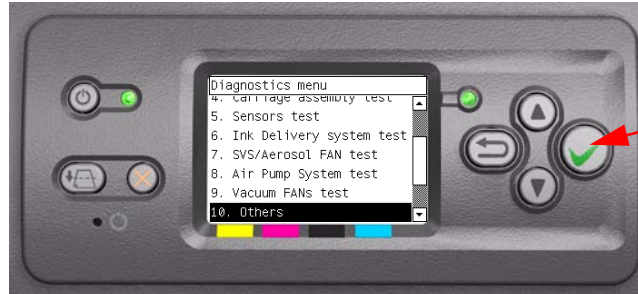 Diagnostics menu
4. Carriage assembly test
5. Sensors test
6. Ink Delivery system test
7. SVS/Aerosol FAN test
8. Air Pump System test
9. Vacuum FANs test
10. Others